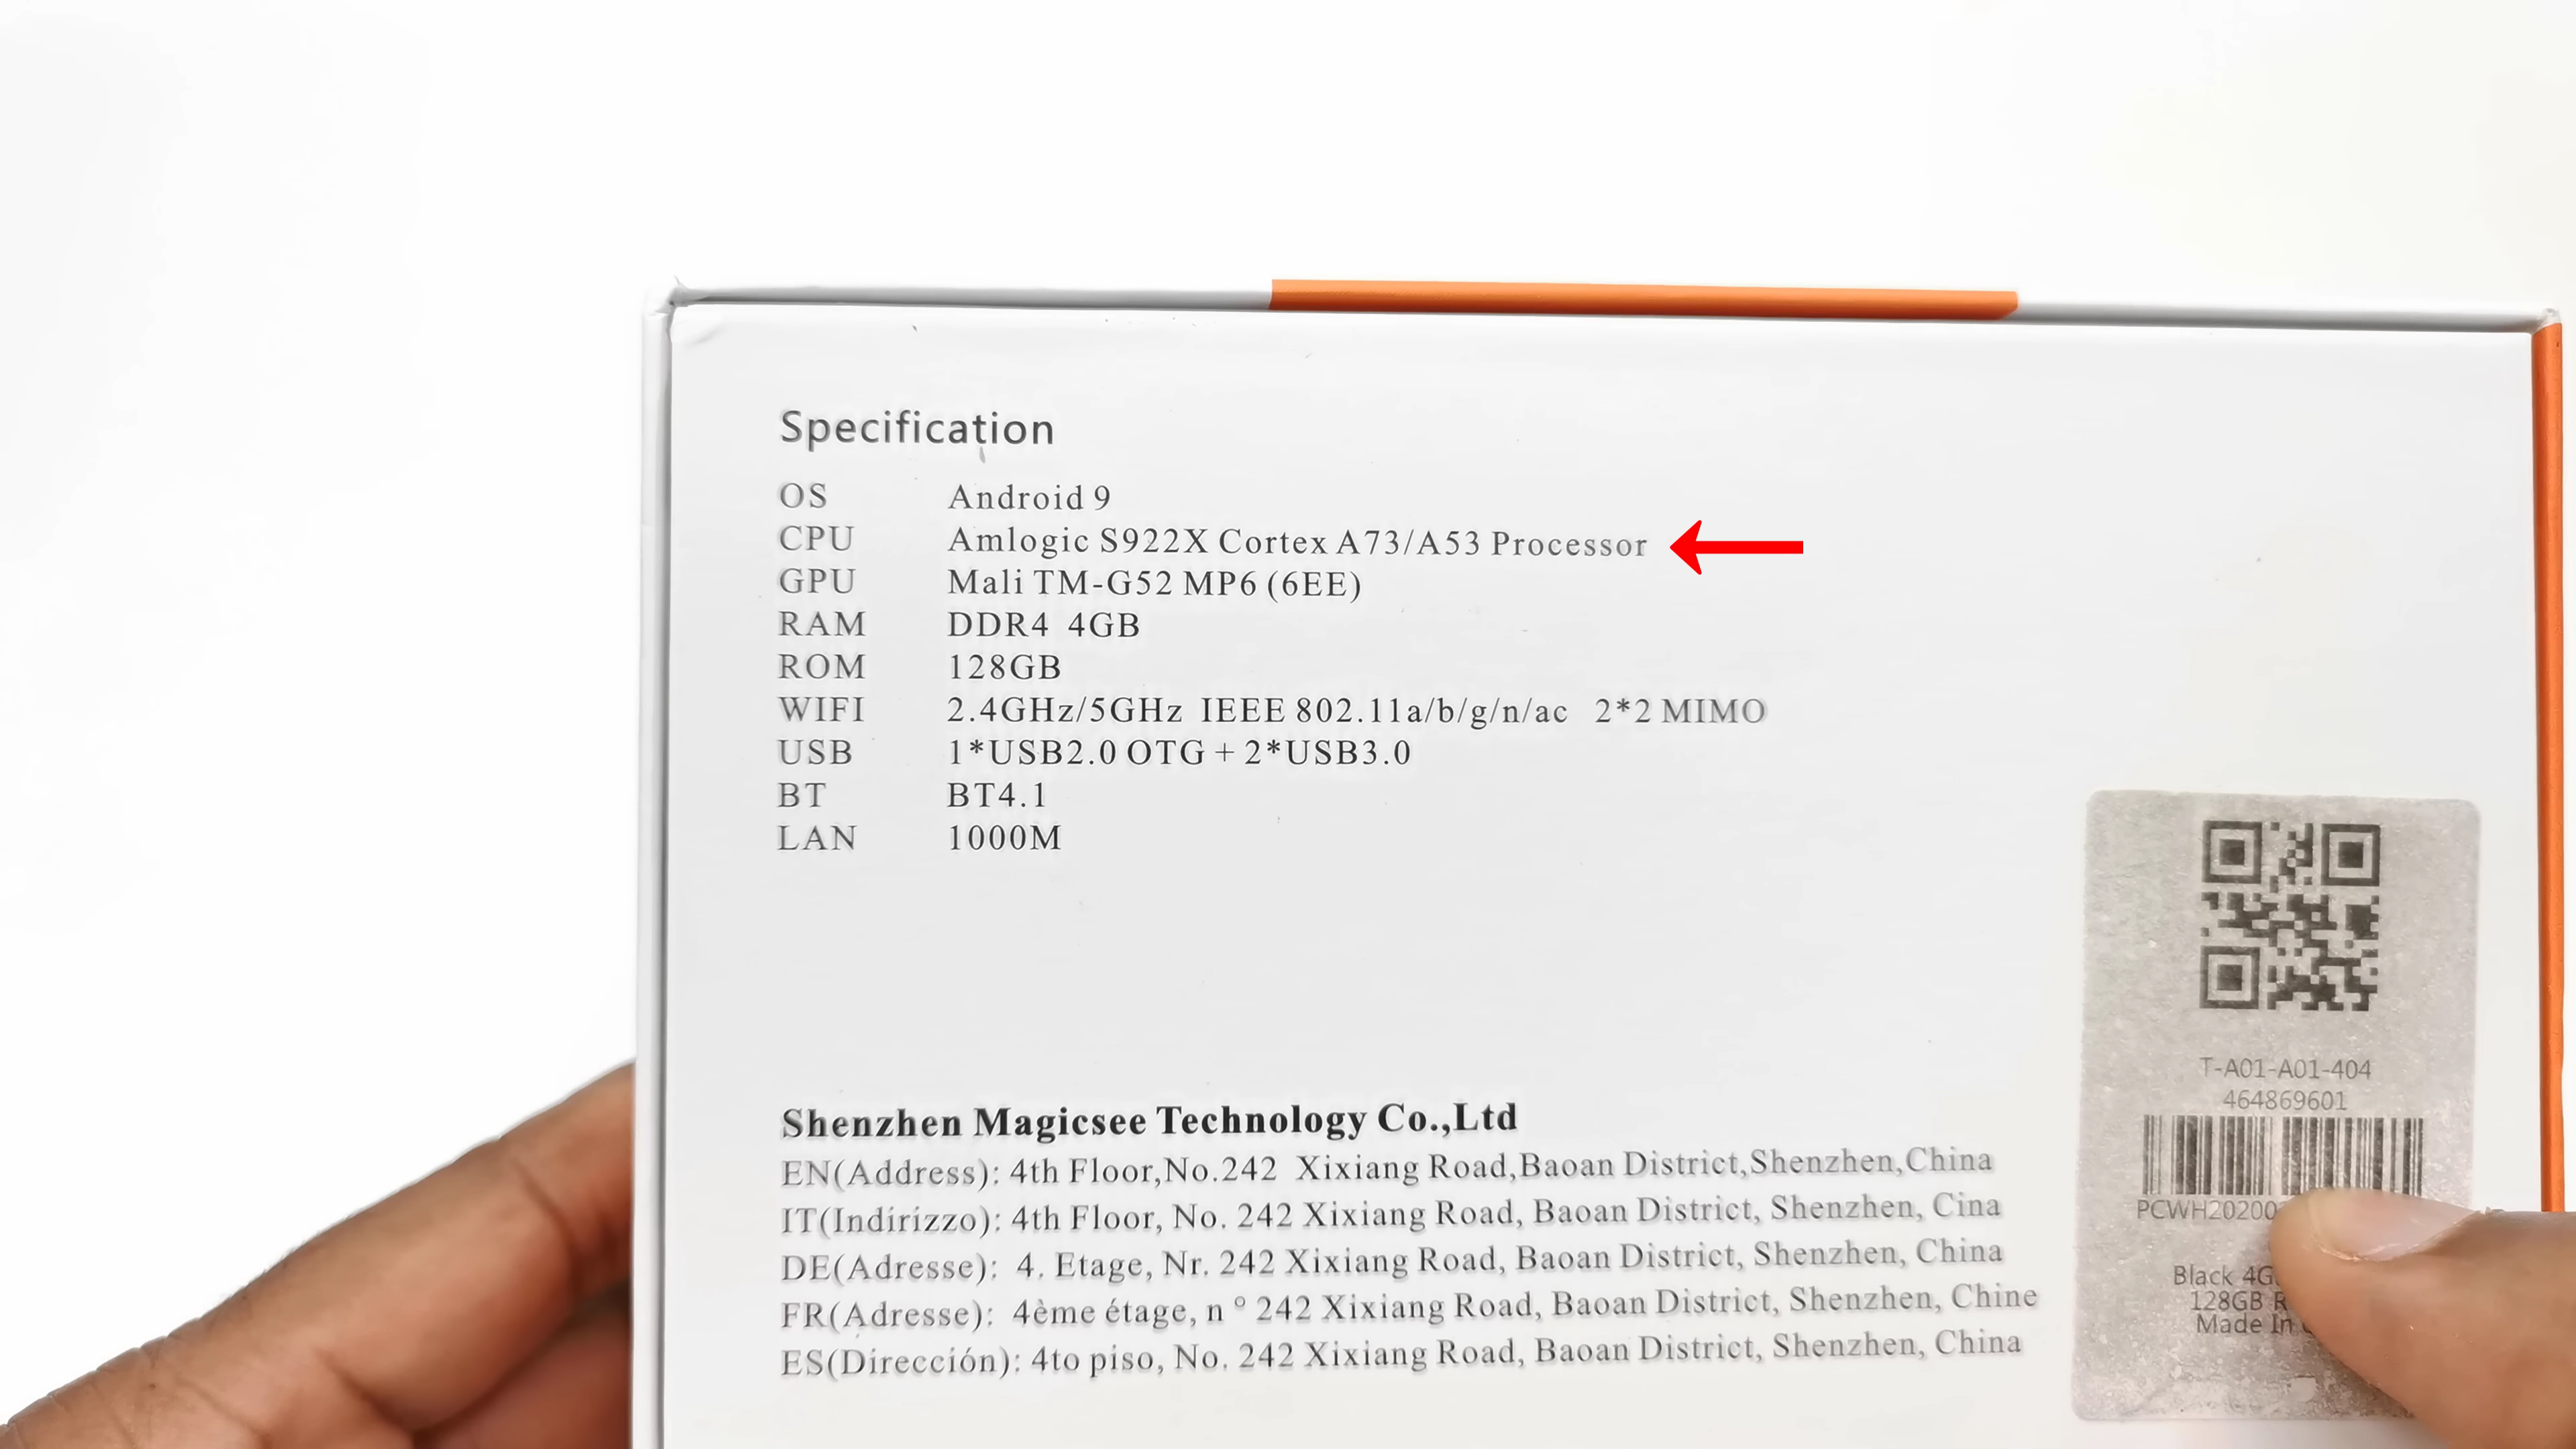 Specification
OS Android 9
CPU Amlogic S922X Cortex A73/A53 Processor
GPU Mali TM-G52 MP6 (6EE)
RAM DDR4 4GB
ROM 128GB
WIFI 2.4GHz/5GHz IEEE 802.11a/b/g/n/ac 2*2 MIMO
USB 1*USB2.0 OTG + 2*USB3.0
BT BT4.1
LAN 1000M
Shenzhen Magicsee Technology Co.,Ltd
EN(Address): 4th Floor,No.242 Xixiang Road,Baoan District,Shenzhen,China
IT(Indirizzo): 4th Floor, No. 242 Xixiang Road, Baoan District, Shenzhen, Cina
DE(Adresse): 4. Etage, Nr. 242 Xixiang Road, Baoan District, Shenzhen, China
FR(Adresse): 4ème étage, n ° 242 Xixiang Road, Baoan District, Shenzhen, Chine
ES(Dirección): 4to piso, No. 242 Xixiang Road, Baoan District, Shenzhen, China
T-A01-A01-404
464869601
PCWH20200
Black 4G
128GB R
Made In